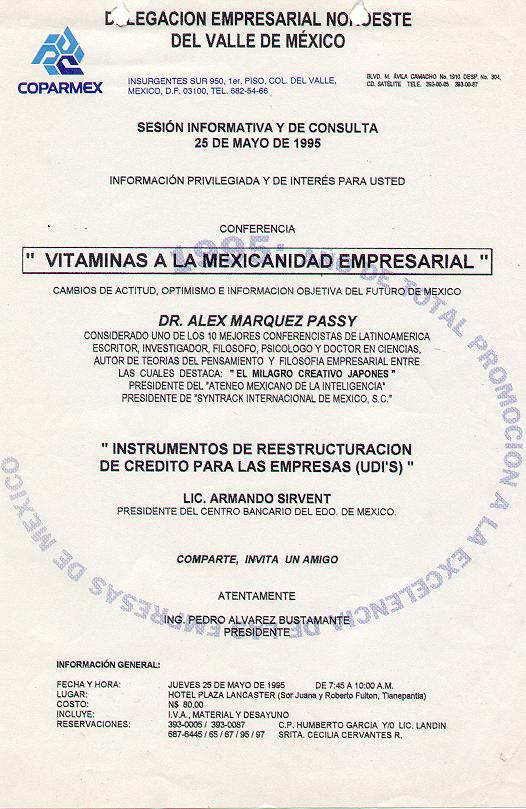 DELEGACION EMPRESARIAL NOROESTE
DEL VALLE DE MÉXICO
COPARMEX
INSURGENTES SUR 950, 1er. PISO, COL. DEL VALLE,
MEXICO, D.F. 03100, TEL. 682-54-66
BLVD. M. ÁVILA CAMACHO No. 1910 DESP. No. 304,
CD. SATÉLITE TELE. 393-00-05 393-00-87
SESIÓN INFORMATIVA Y DE CONSULTA
25 DE MAYO DE 1995
INFORMACIÓN PRIVILEGIADA Y DE INTERÉS PARA USTED
CONFERENCIA
" VITAMINAS A LA MEXICANIDAD EMPRESARIAL "
CAMBIOS DE ACTITUD, OPTIMISMO E INFORMACION OBJETIVA DEL FUTURO DE MEXICO
DR. ALEX MARQUEZ PASSY
CONSIDERADO UNO DE LOS 10 MEJORES CONFERENCISTAS DE LATINOAMERICA
ESCRITOR, INVESTIGADOR, FILOSOFO, PSICOLOGO Y DOCTOR EN CIENCIAS,
AUTOR DE TEORIAS DEL PENSAMIENTO Y FILOSOFIA EMPRESARIAL ENTRE
LAS CUALES DESTACA: " EL MILAGRO CREATIVO JAPONES "
PRESIDENTE DEL "ATENEO MEXICANO DE LA INTELIGENCIA"
PRESIDENTE DE "SYNTRACK INTERNACIONAL DE MEXICO, S.C."
" INSTRUMENTOS DE REESTRUCTURACION
DE CREDITO PARA LAS EMPRESAS (UDI'S) "
LIC. ARMANDO SIRVENT
PRESIDENTE DEL CENTRO BANCARIO DEL EDO. DE MEXICO.
COMPARTE, INVITA UN AMIGO
ATENTAMENTE
ING. PEDRO ALVAREZ BUSTAMANTE
PRESIDENTE
1995: AÑO DE TOTAL PROMOCION A LA EXCELENCIA DE LAS EMPRESAS DE MEXICO
INFORMACIÓN GENERAL:
FECHA Y HORA: JUEVES 25 DE MAYO DE 1995 DE 7:45 A 10:00 A.M.
LUGAR: HOTEL PLAZA LANCASTER (Sor Juana y Roberto Fulton, Tlanepantla)
COSTO: N$ 80.00
INCLUYE: I.V.A., MATERIAL Y DESAYUNO
RESERVACIONES: 393-0005 / 393-0087 C.P. HUMBERTO GARCIA Y/0 LIC. LANDIN
687-6445 / 65 / 67 / 95 / 97 SRITA. CECILIA CERVANTES R.